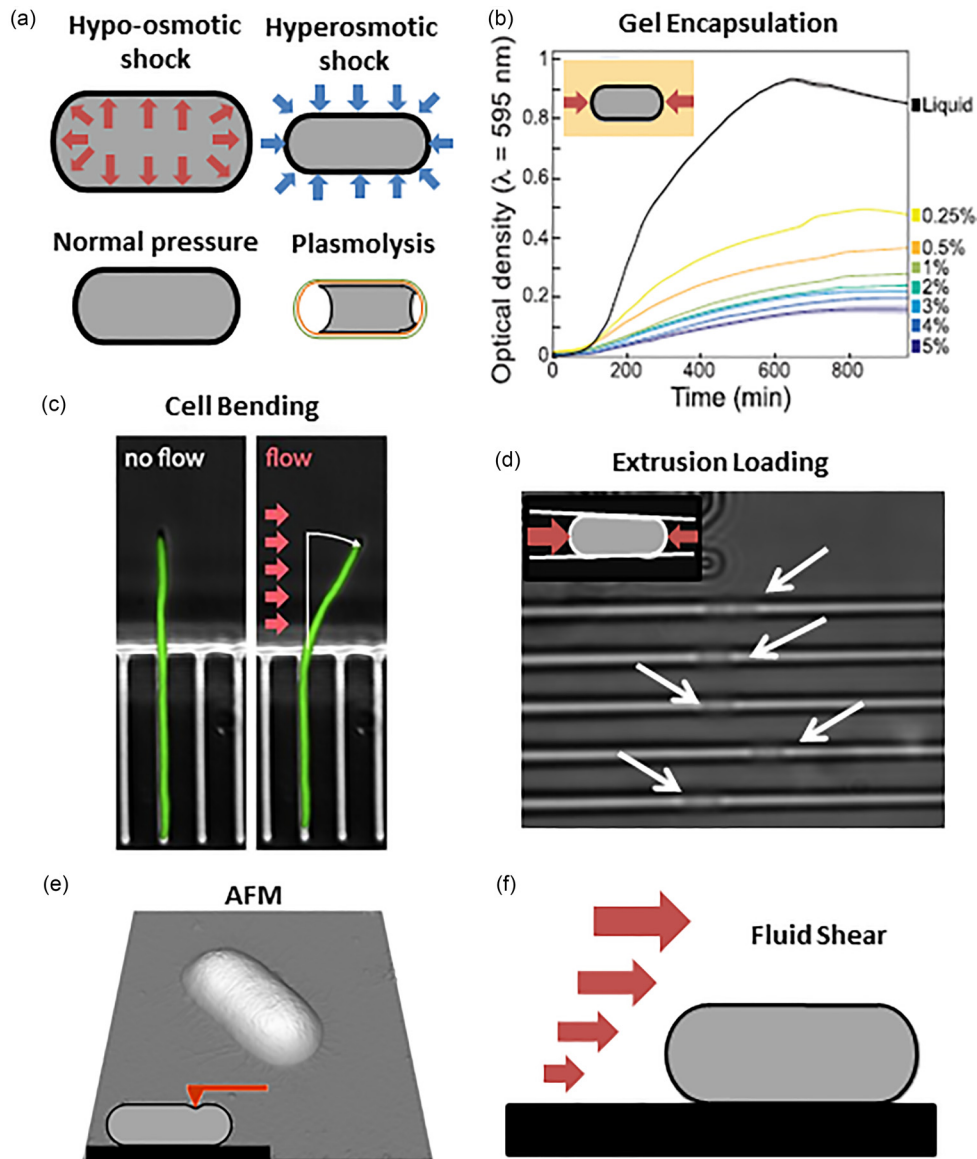 (a)
Hypo-osmotic
shock
Hyperosmotic
shock
Normal pressure
Plasmolysis
(b)
Gel Encapsulation
Optical density (λ = 595 nm)
1
0.8
0.6
0.4
0.2
0
0
200
400
600
800
Time (min)
Liquid
0.25%
0.5%
1%
2%
3%
4%
5%
(c)
Cell Bending
no flow
flow
(d)
Extrusion Loading
(e)
AFM
(f)
Fluid Shear